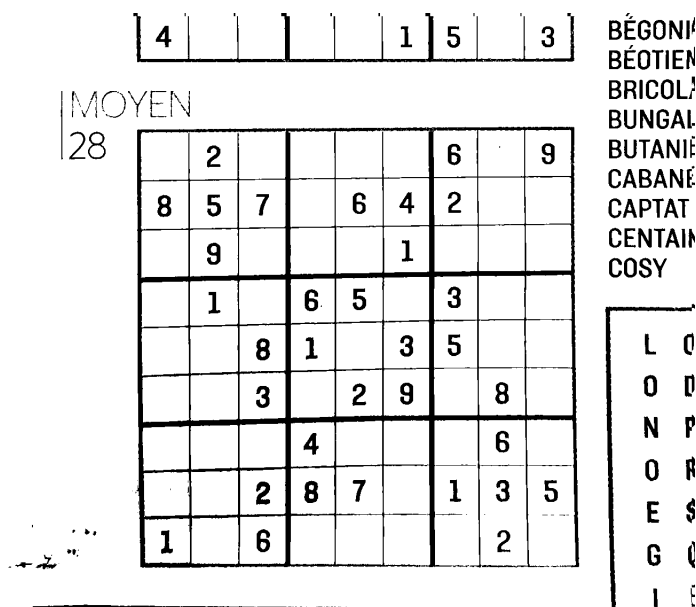 4 1 5 3
MOYEN
28
2 6 9
8 5 7 6 4 2
9 1
1 6 5 3
8 1 3 5
3 2 9 8
4 6
2 8 7 1 3 5
1 6 2
BÉGONI
BÉOTIEN
BRICOL
BUNGAL
BUTANI
CABANÉ
CAPTAT
CENTAIN
COSY
L
O
N
O
E
G
I